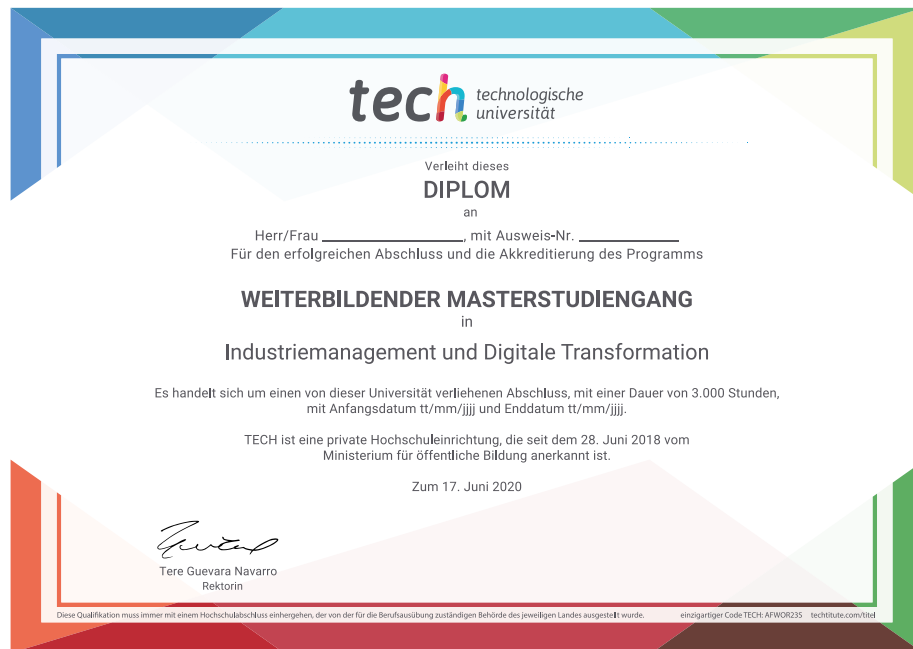 tech technologische
universität
Verleiht dieses
DIPLOM
an
Herr/Frau ____________________, mit Ausweis-Nr. ______________
Für den erfolgreichen Abschluss und die Akkreditierung des Programms
WEITERBILDENDER MASTERSTUDIENGANG
in
Industriemanagement und Digitale Transformation
Es handelt sich um einen von dieser Universität verliehenen Abschluss, mit einer Dauer von 3.000 Stunden,
mit Anfangsdatum tt/mm/jjjj und Enddatum tt/mm/jjjj.
TECH ist eine private Hochschuleinrichtung, die seit dem 28. Juni 2018 vom
Ministerium für öffentliche Bildung anerkannt ist.
Zum 17. Juni 2020
Tere Guevara Navarro
Rektorin
Diese Qualifikation muss immer mit einem Hochschulabschluss einhergehen, der von der für die Berufsausübung zuständigen Behörde des jeweiligen Landes ausgestellt wurde. einzigartiger Code TECH: AFWOR23S techtitute.com/titel